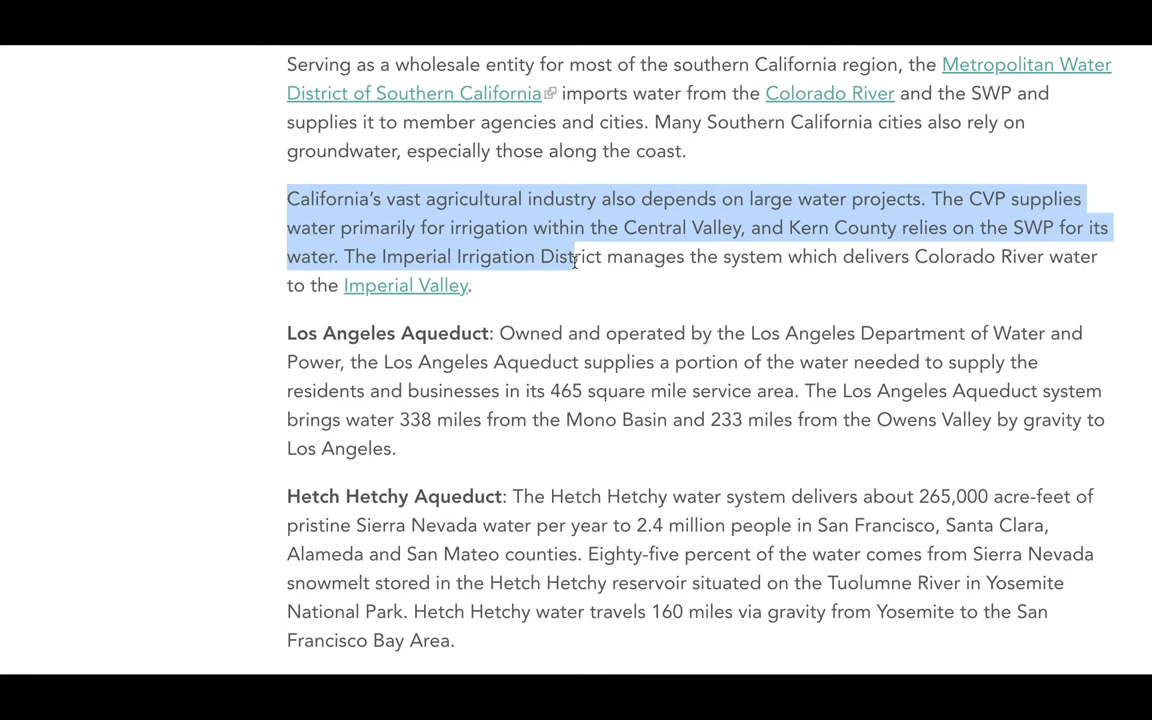 Serving as a wholesale entity for most of the southern California region, the Metropolitan Water
District of Southern California imports water from the Colorado River and the SWP and
supplies it to member agencies and cities. Many Southern California cities also rely on
groundwater, especially those along the coast.
California’s vast agricultural industry also depends on large water projects. The CVP supplies
water primarily for irrigation within the Central Valley, and Kern County relies on the SWP for its
water. The Imperial Irrigation District manages the system which delivers Colorado River water
to the Imperial Valley.
Los Angeles Aqueduct: Owned and operated by the Los Angeles Department of Water and
Power, the Los Angeles Aqueduct supplies a portion of the water needed to supply the
residents and businesses in its 465 square mile service area. The Los Angeles Aqueduct system
brings water 338 miles from the Mono Basin and 233 miles from the Owens Valley by gravity to
Los Angeles.
Hetch Hetchy Aqueduct: The Hetch Hetchy water system delivers about 265,000 acre-feet of
pristine Sierra Nevada water per year to 2.4 million people in San Francisco, Santa Clara,
Alameda and San Mateo counties. Eighty-five percent of the water comes from Sierra Nevada
snowmelt stored in the Hetch Hetchy reservoir situated on the Tuolumne River in Yosemite
National Park. Hetch Hetchy water travels 160 miles via gravity from Yosemite to the San
Francisco Bay Area.